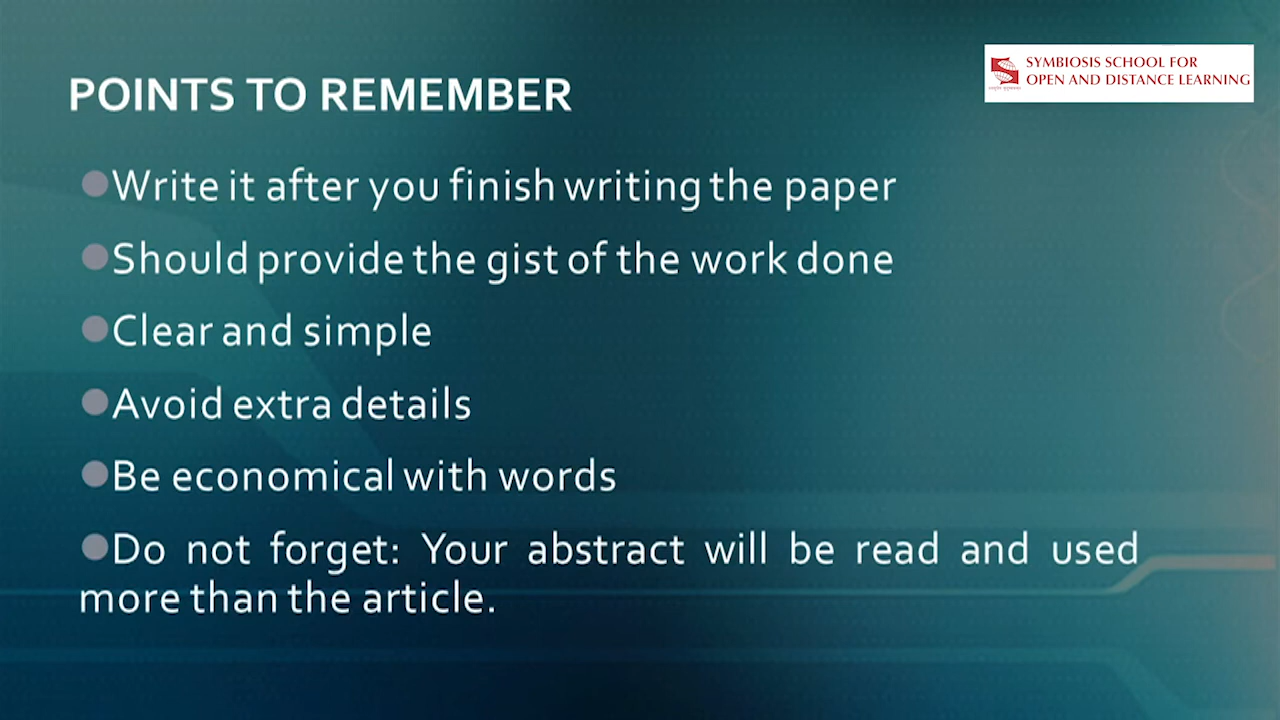 SYMBIOSIS SCHOOL FOR
OPEN AND DISTANCE LEARNING
POINTS TO REMEMBER
Write it after you finish writing the paper
Should provide the gist of the work done
Clear and simple
Avoid extra details
Be economical with words
Do not forget: Your abstract will be read and used
more than the article.